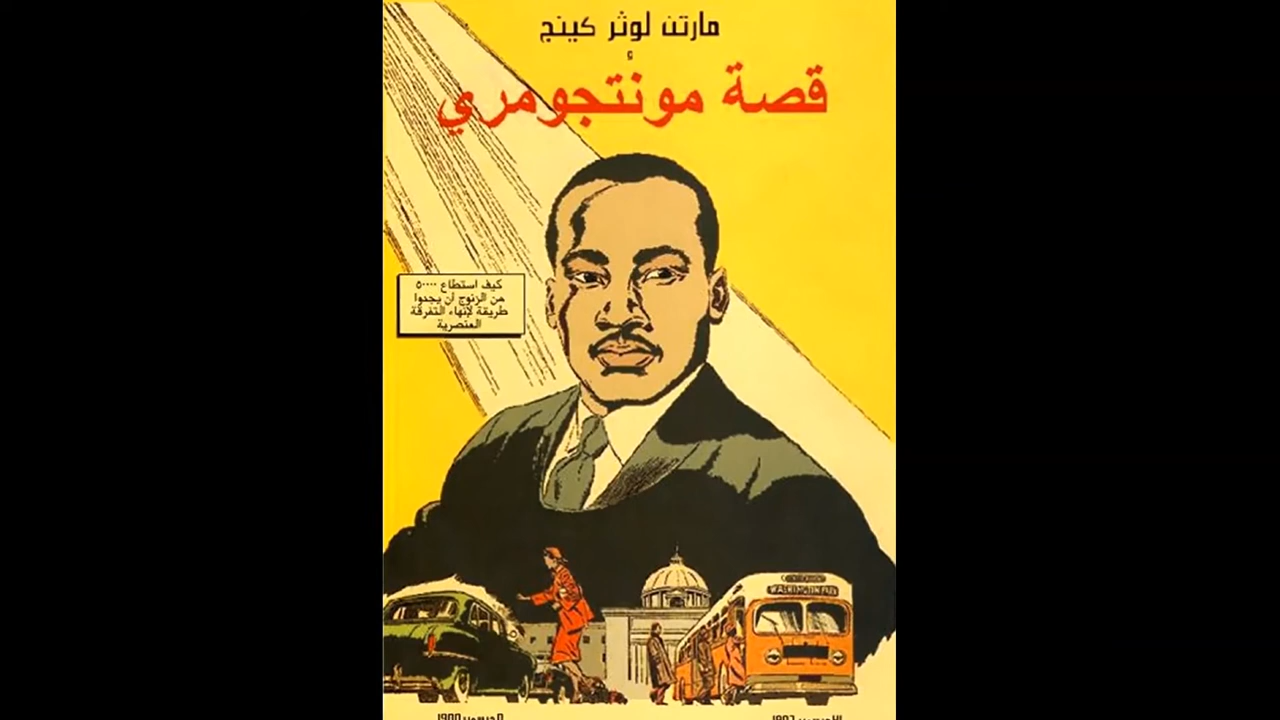 مارتن لوثر كينج
و
قصة مونتجومري
كيف استطاع ٥٠٠٠٠
من الزنوج أن يجدوا
طريقة لإنهاء التفرقة
العنصرية